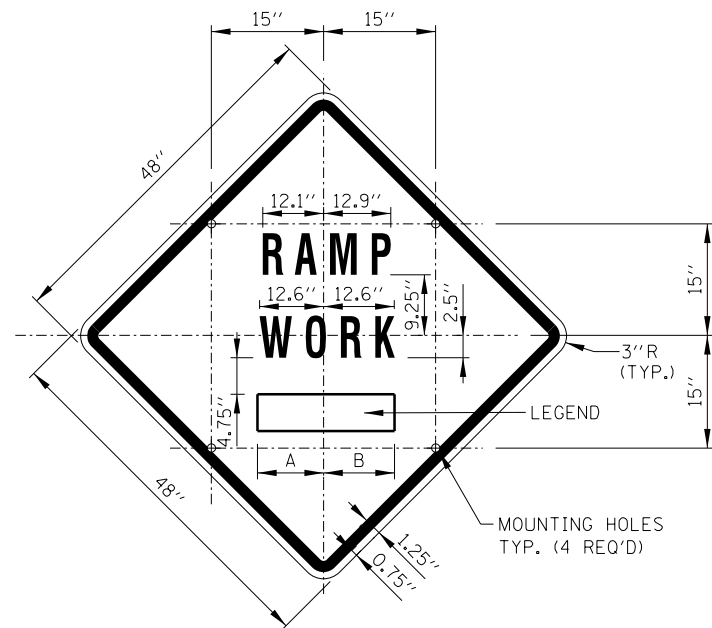 15′′ 15′′
48′′
12.1′′ 12.9′′
RAMP
12.6′′ 12.6′′
9.25′′
2.5′′
15′′
WORK
3′′R
(TYP.)
15′′
4.75′′
LEGEND
A B
48′′
MOUNTING HOLES
TYP. (4 REQ'D)
1.25′′
0.75′′